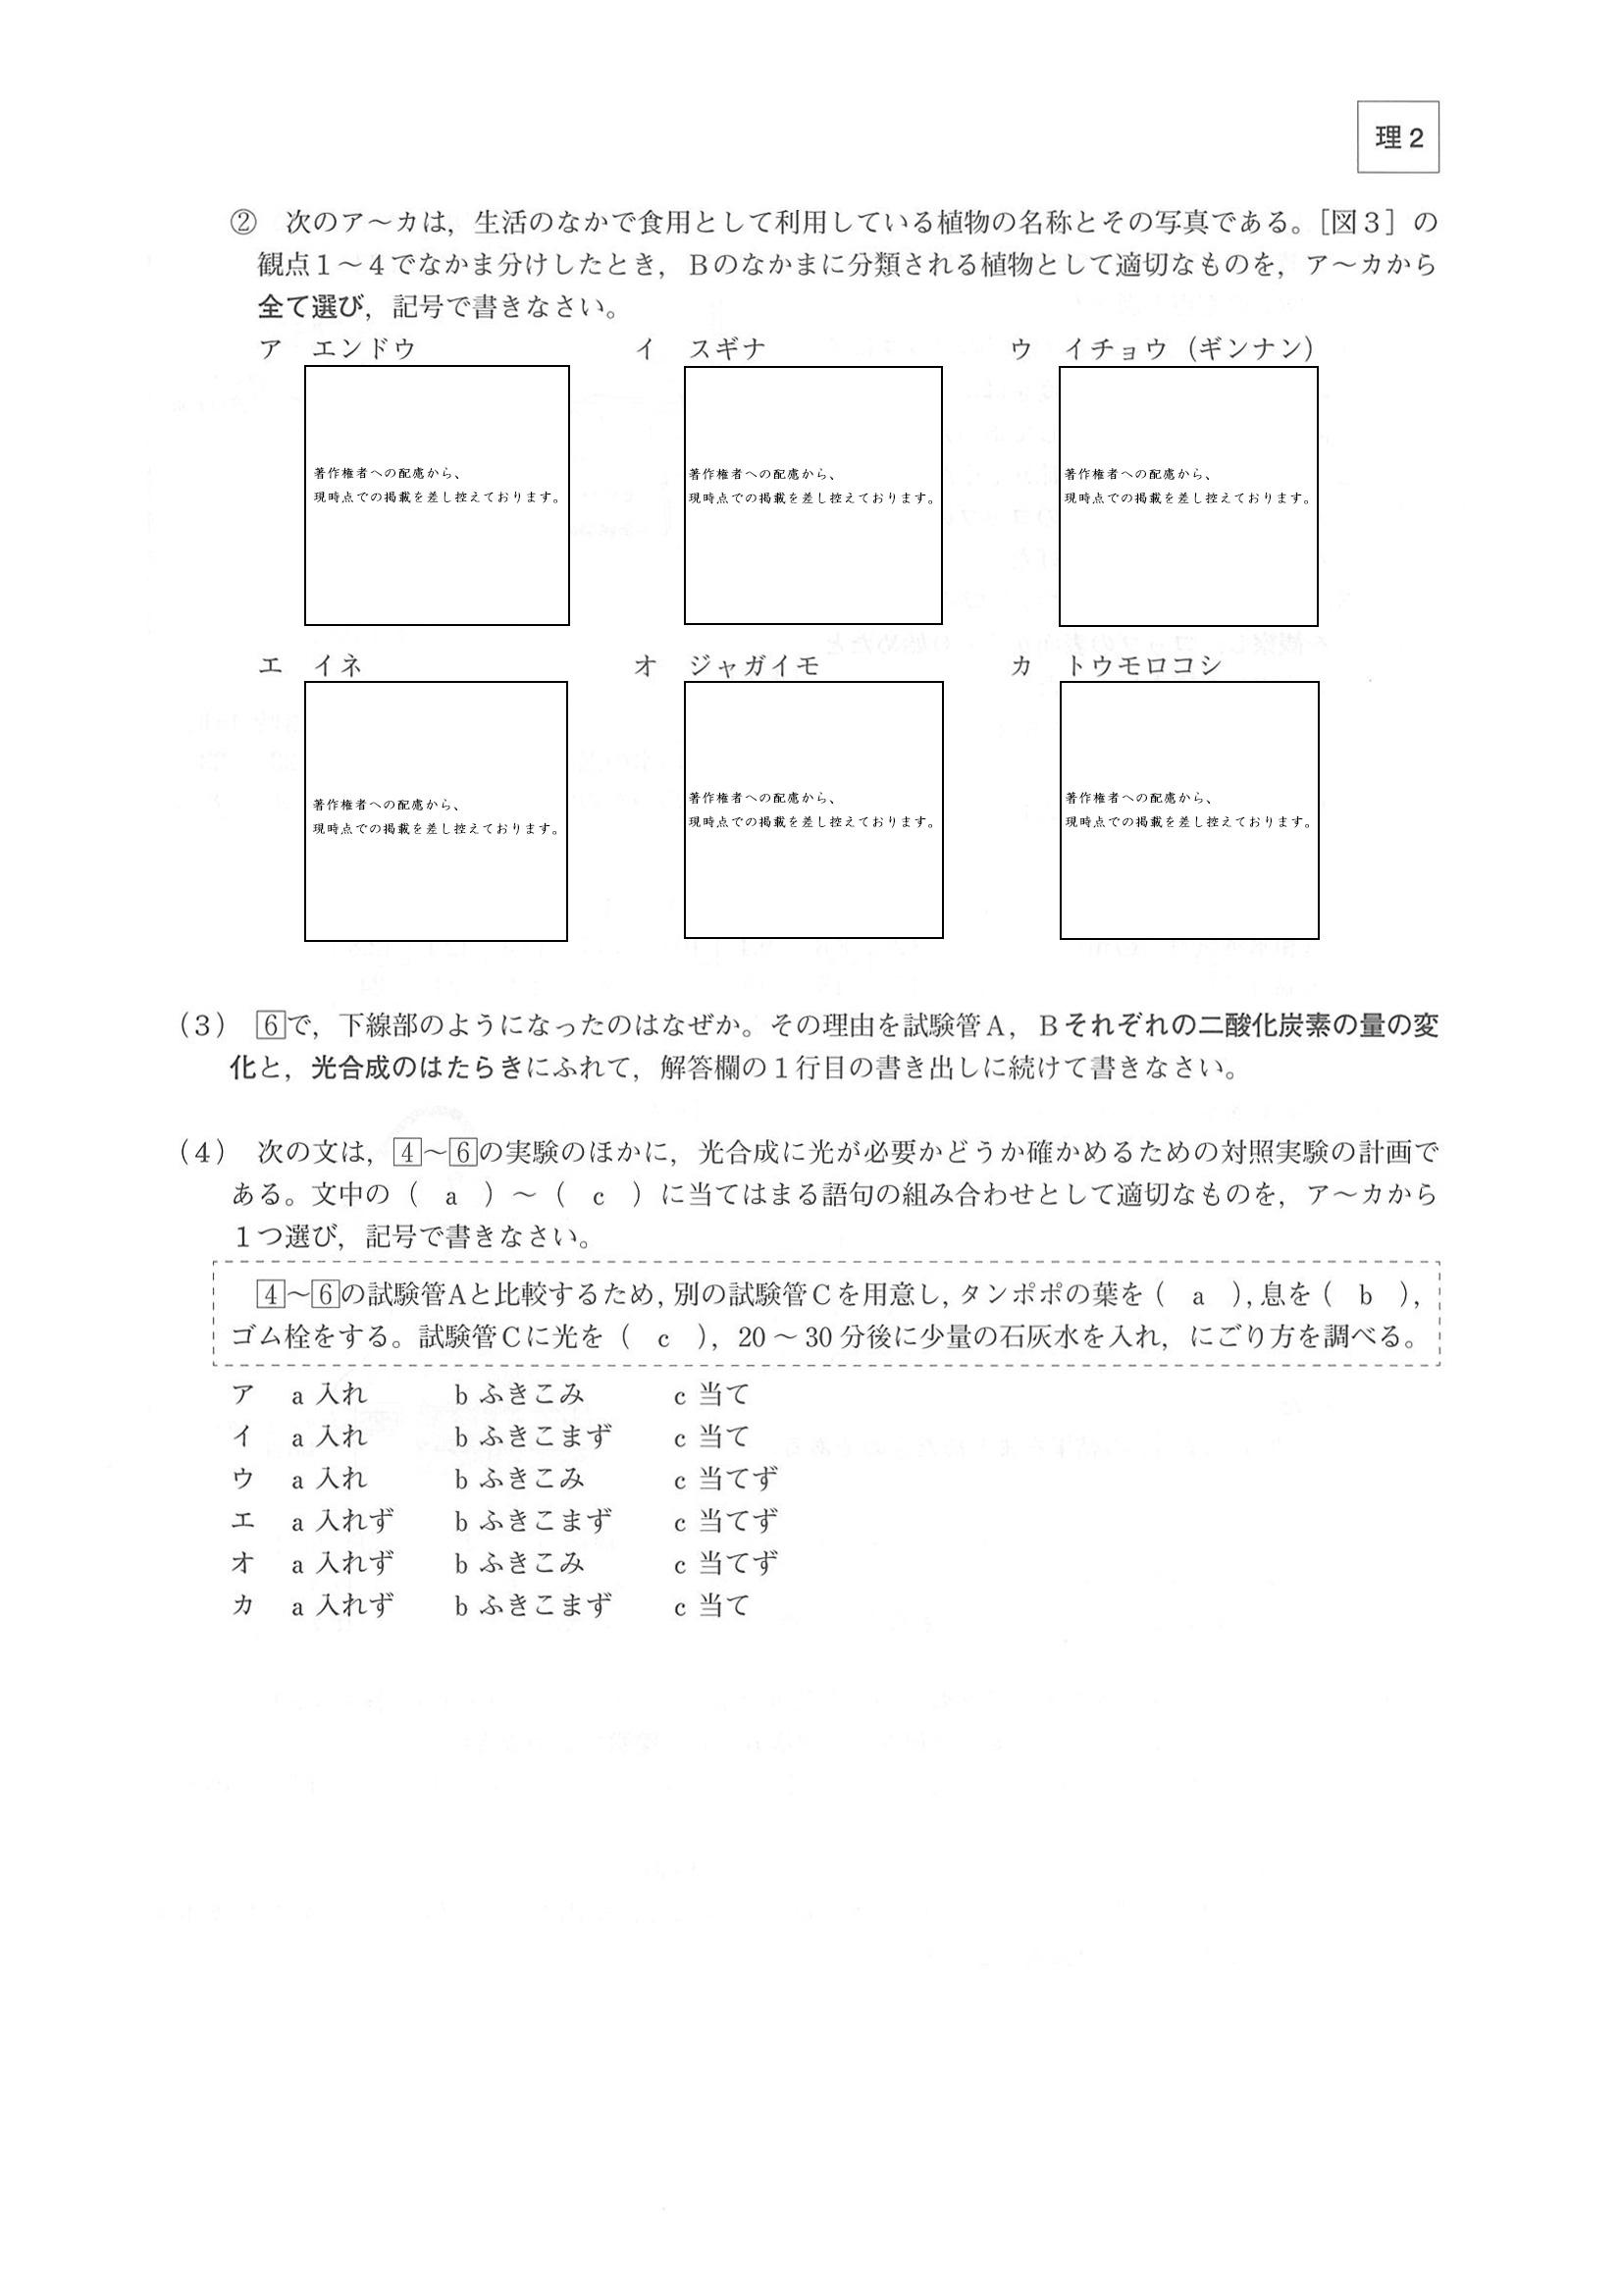 理2
② 次のア～カは，生活のなかで食用として利用している植物の名称とその写真である。［図３］の
観点１～４でなかま分けしたとき，Ｂのなかまに分類される植物として適切なものを，ア～カから
全て選び，記号で書きなさい。
ア エンドウ イ スギナ ウ イチョウ（ギンナン）
著作権者への配慮から、
現時点での掲載を差し控えております。
著作権者への配慮から、
現時点での掲載を差し控えております。
著作権者への配慮から、
現時点での掲載を差し控えております。
エ イネ オ ジャガイモ カ トウモロコシ
著作権者への配慮から、
現時点での掲載を差し控えております。
著作権者への配慮から、
現時点での掲載を差し控えております。
著作権者への配慮から、
現時点での掲載を差し控えております。
（３） 6で，下線部のようになったのはなぜか。その理由を試験管Ａ，Ｂそれぞれの二酸化炭素の量の変
化と，光合成のはたらきにふれて，解答欄の１行目の書き出しに続けて書きなさい。
（４） 次の文は，4～6の実験のほかに，光合成に光が必要かどうか確かめるための対照実験の計画で
ある。文中の（ a ）～（ c ）に当てはまる語句の組み合わせとして適切なものを，ア～カから
１つ選び，記号で書きなさい。
4～6の試験管Aと比較するため，別の試験管Ｃを用意し，タンポポの葉を（ a ），息を（ b ），
ゴム栓をする。試験管Ｃに光を（ c ），20～30分後に少量の石灰水を入れ，にごり方を調べる。
ア a 入れ b ふきこみ c 当て
イ a 入れ b ふきこまず c 当て
ウ a 入れ b ふきこみ c 当てず
エ a 入れず b ふきこまず c 当てず
オ a 入れず b ふきこみ c 当てず
カ a 入れず b ふきこまず c 当て